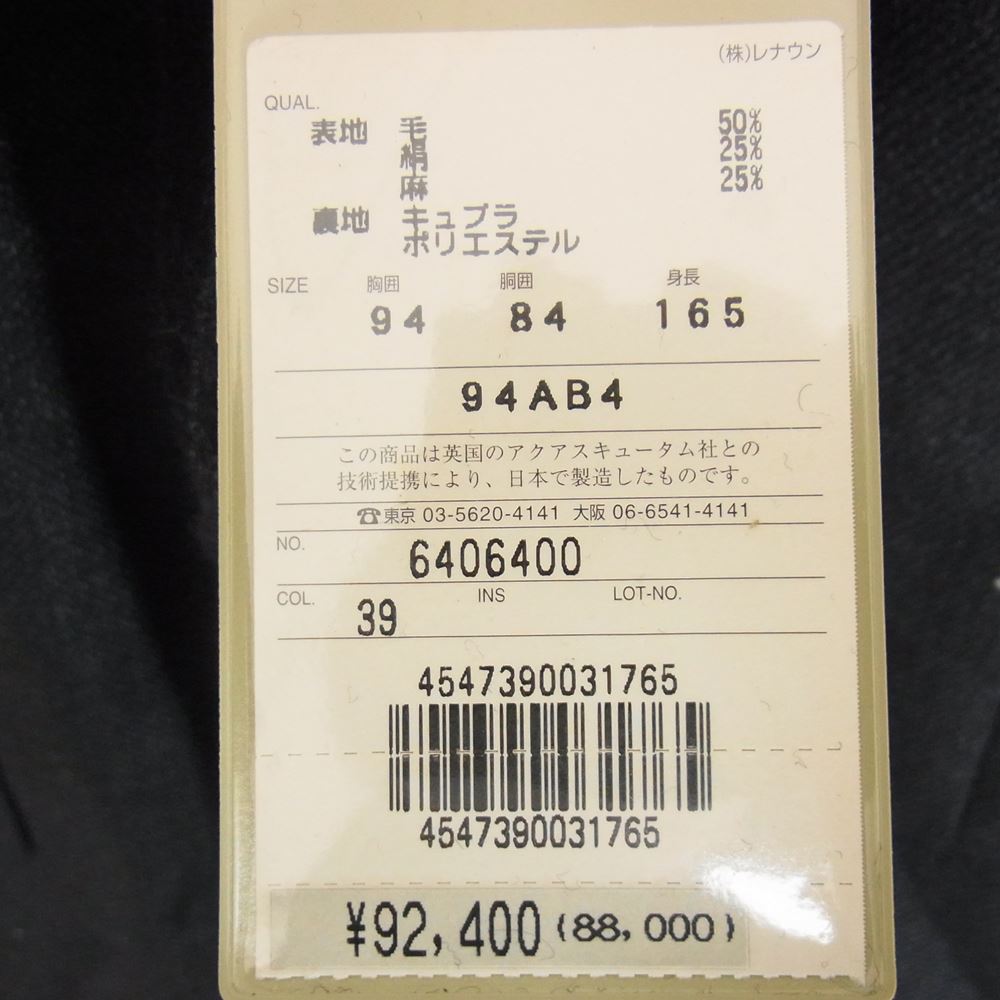 (株)レナウン
QUAL.
表地 毛 50%
絹 25%
麻 25%
裏地 キュプラ
ポリエステル
SIZE 胸囲 胴囲 身長
94 84 165
94AB4
この商品は英国のアクアスキュータム社との
技術提携により、日本で製造したものです。
☎東京 03-5620-4141 大阪 06-6541-4141
NO. 6406400
COL. 39 INS LOT-NO.
4547390031765
4547390031765
¥92,400(88,000)